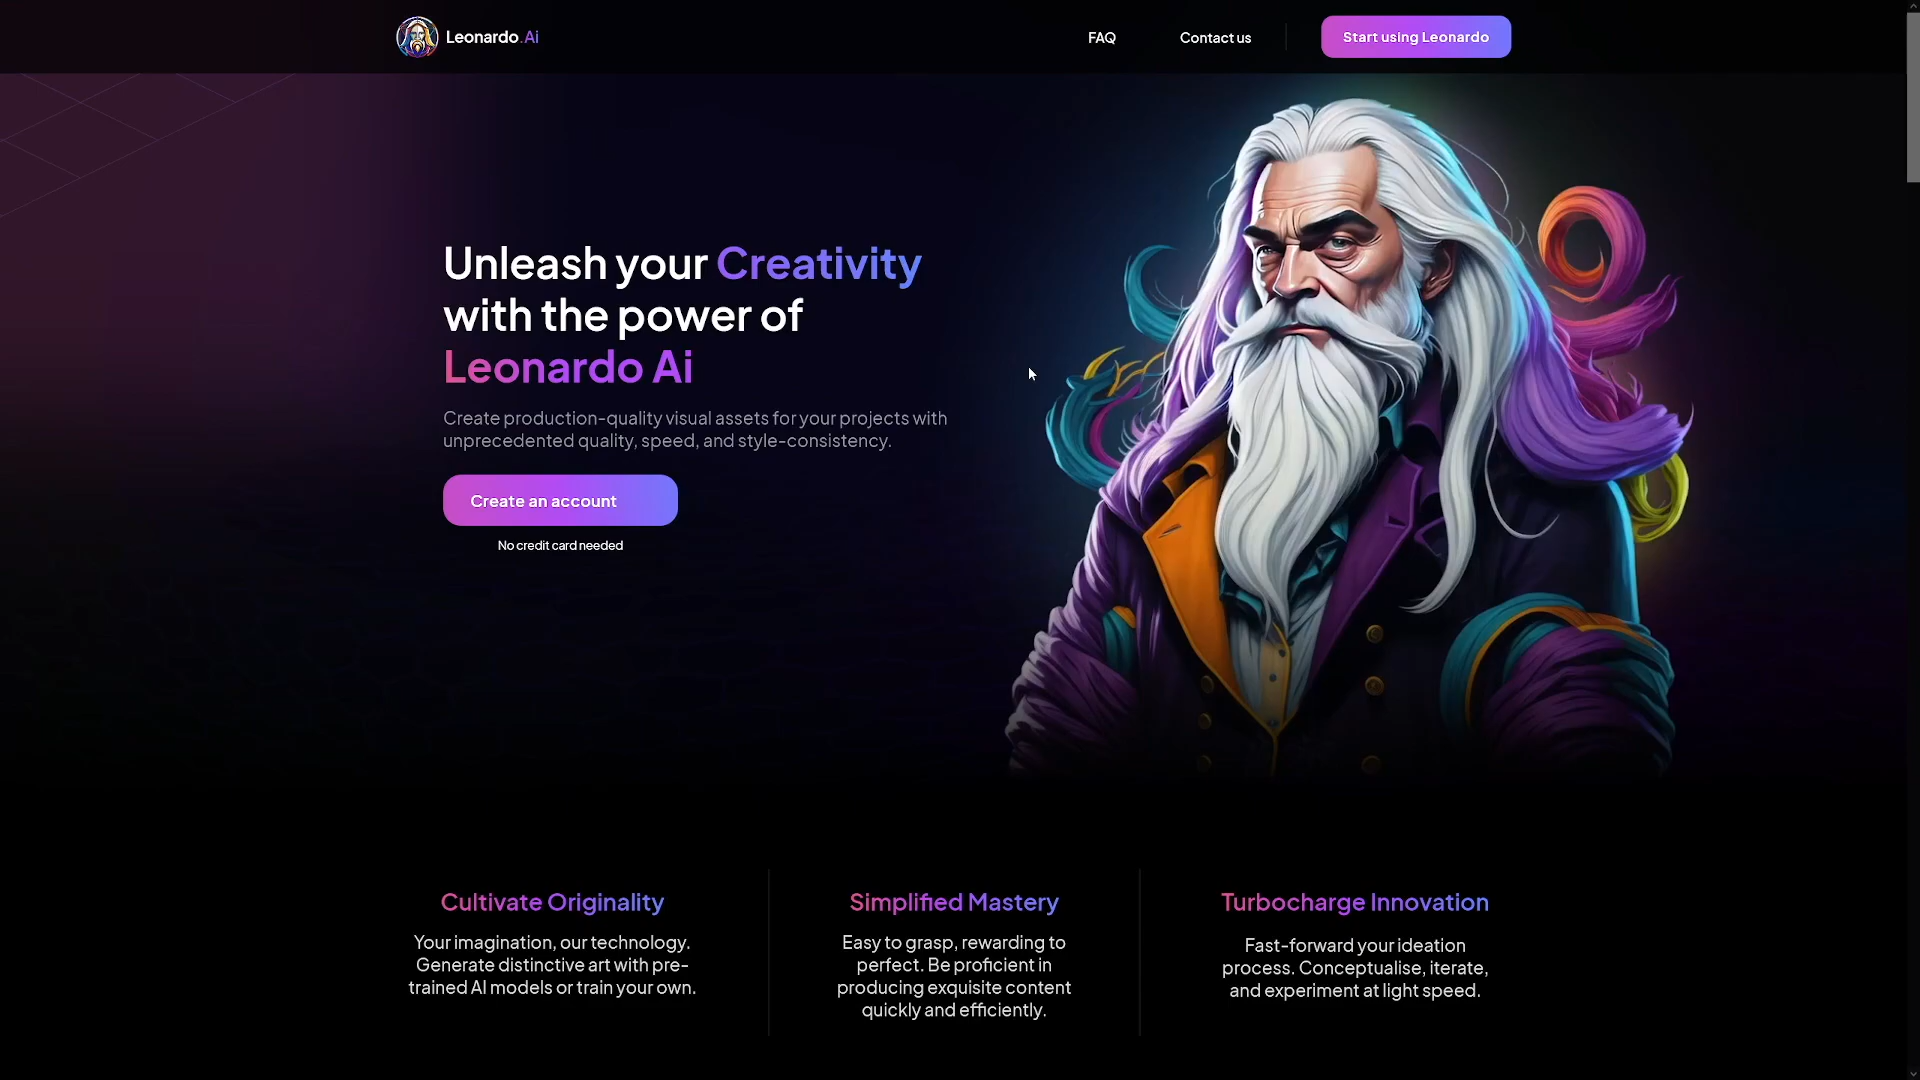 Leonardo.Ai
FAQ
Contact us
Start using Leonardo
Unleash your Creativity
with the power of
Leonardo Ai
Create production-quality visual assets for your projects with
unprecedented quality, speed, and style-consistency.
Create an account
No credit card needed
Cultivate Originality
Your imagination, our technology.
Generate distinctive art with pre-
trained AI models or train your own.
Simplified Mastery
Easy to grasp, rewarding to
perfect. Be proficient in
producing exquisite content
quickly and efficiently.
Turbocharge Innovation
Fast-forward your ideation
process. Conceptualise, iterate,
and experiment at light speed.